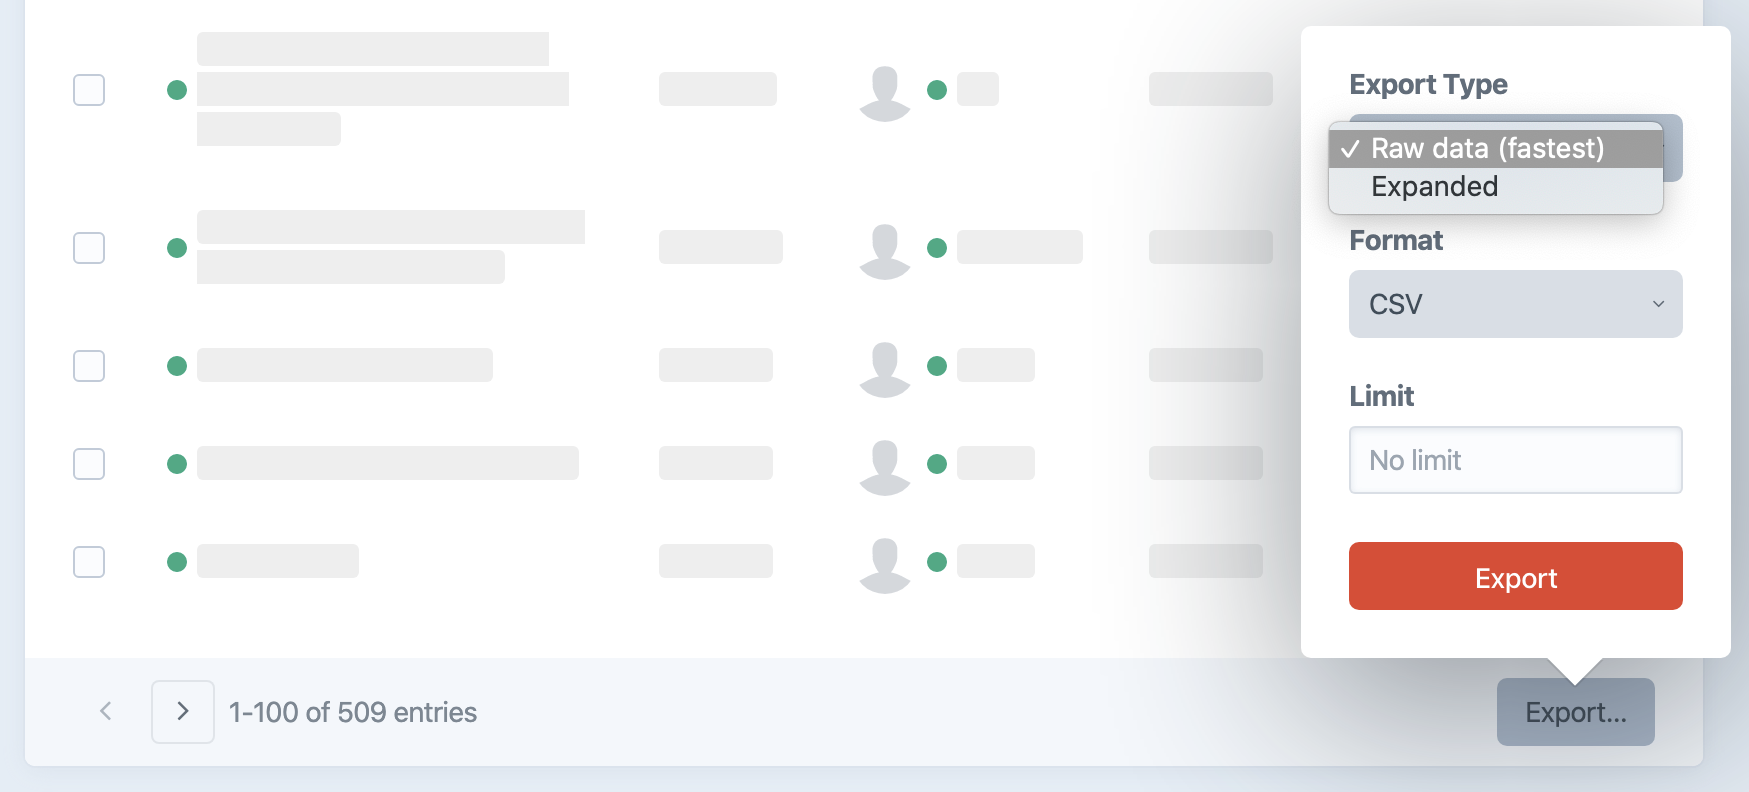 Export Type
✓ Raw data (fastest)
Expanded
Format
CSV
Limit
No limit
Export
1-100 of 509 entries
Export...